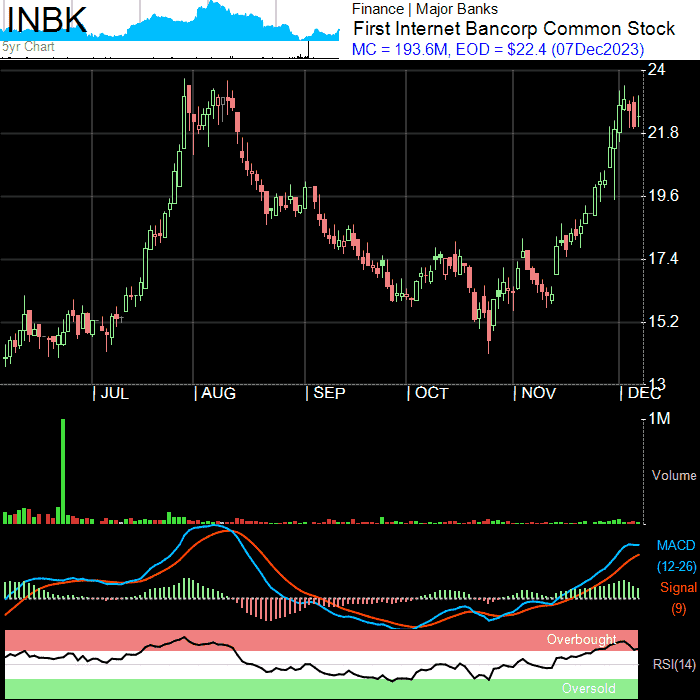 INBK
5yr Chart
Finance | Major Banks
First Internet Bancorp Common Stock
MC = 193.6M, EOD = $22.4 (07Dec2023)
24
21.8
19.6
17.4
15.2
13
| JUL | AUG | SEP | OCT | NOV | DEC
1M
Volume
MACD
(12-26)
Signal
(9)
Overbought
RSI(14)
Oversold